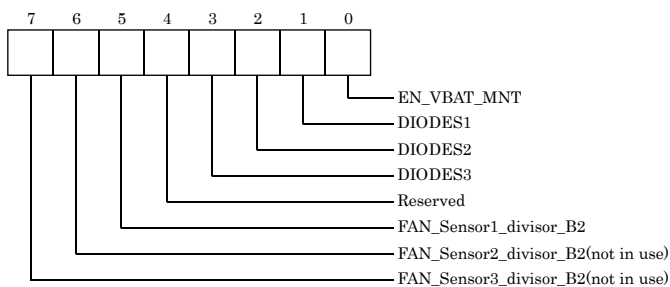 7 6 5 4 3 2 1 0
EN_VBAT_MNT
DIODES1
DIODES2
DIODES3
Reserved
FAN_Sensor1_divisor_B2
FAN_Sensor2_divisor_B2(not in use)
FAN_Sensor3_divisor_B2(not in use)